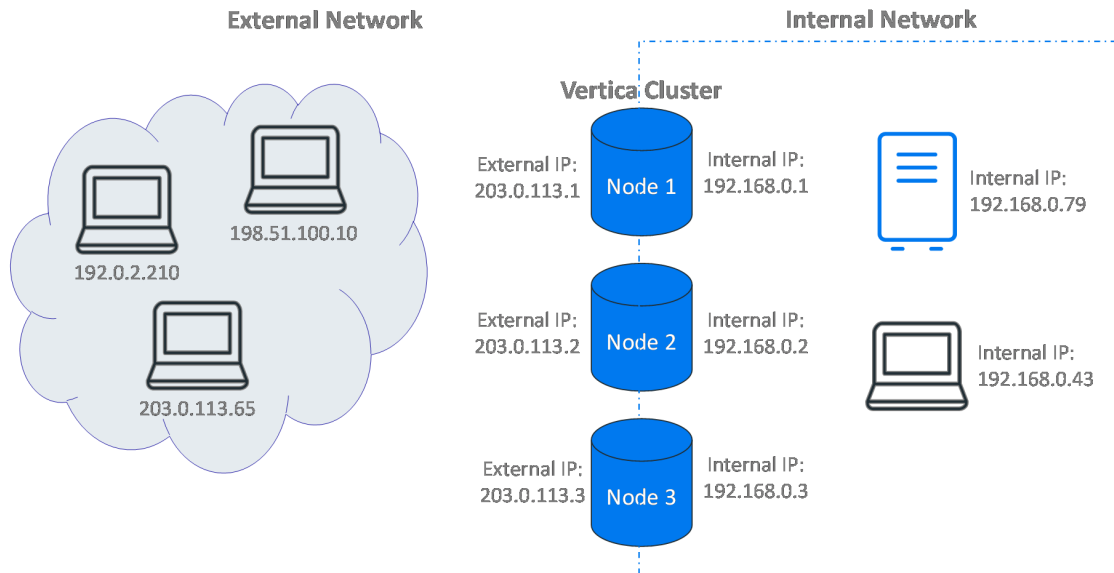 External Network
Internal Network
Vertica Cluster
198.51.100.10
192.0.2.210
203.0.113.65
External IP:
203.0.113.1
Node 1
Internal IP:
192.168.0.1
Internal IP:
192.168.0.79
External IP:
203.0.113.2
Node 2
Internal IP:
192.168.0.2
Internal IP:
192.168.0.43
External IP:
203.0.113.3
Node 3
Internal IP:
192.168.0.3